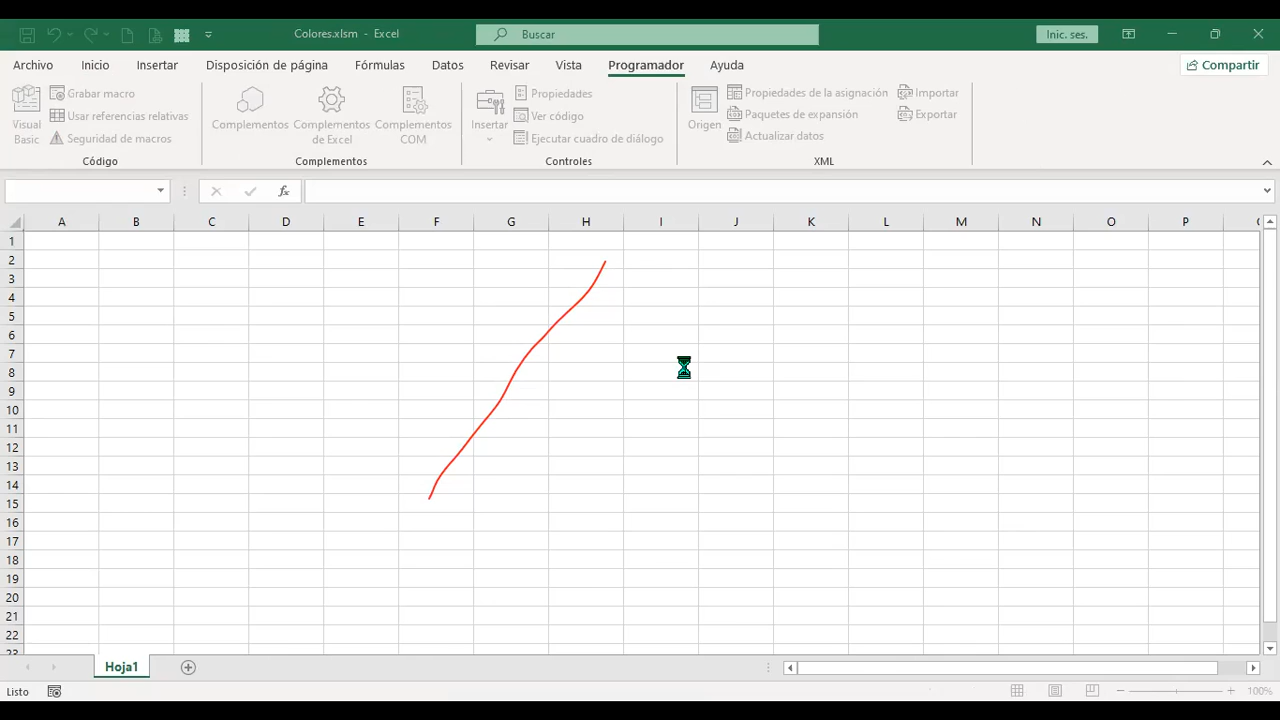 Colores.xlsm - Excel
Buscar
Inic. ses.
Archivo Inicio Insertar Disposición de página Fórmulas Datos Revisar Vista Programador Ayuda Compartir
Visual Basic
Grabar macro
Usar referencias relativas
Seguridad de macros
Código
Complementos
Complementos de Excel
Complementos COM
Complementos
Insertar
Propiedades
Ver código
Ejecutar cuadro de diálogo
Controles
Origen
Propiedades de la asignación
Paquetes de expansión
Actualizar datos
Importar
Exportar
XML
fx
A B C D E F G H I J K L M N O P
1
2
3
4
5
6
7
8
9
10
11
12
13
14
15
16
17
18
19
20
21
22
23
Hoja1
Listo
100%